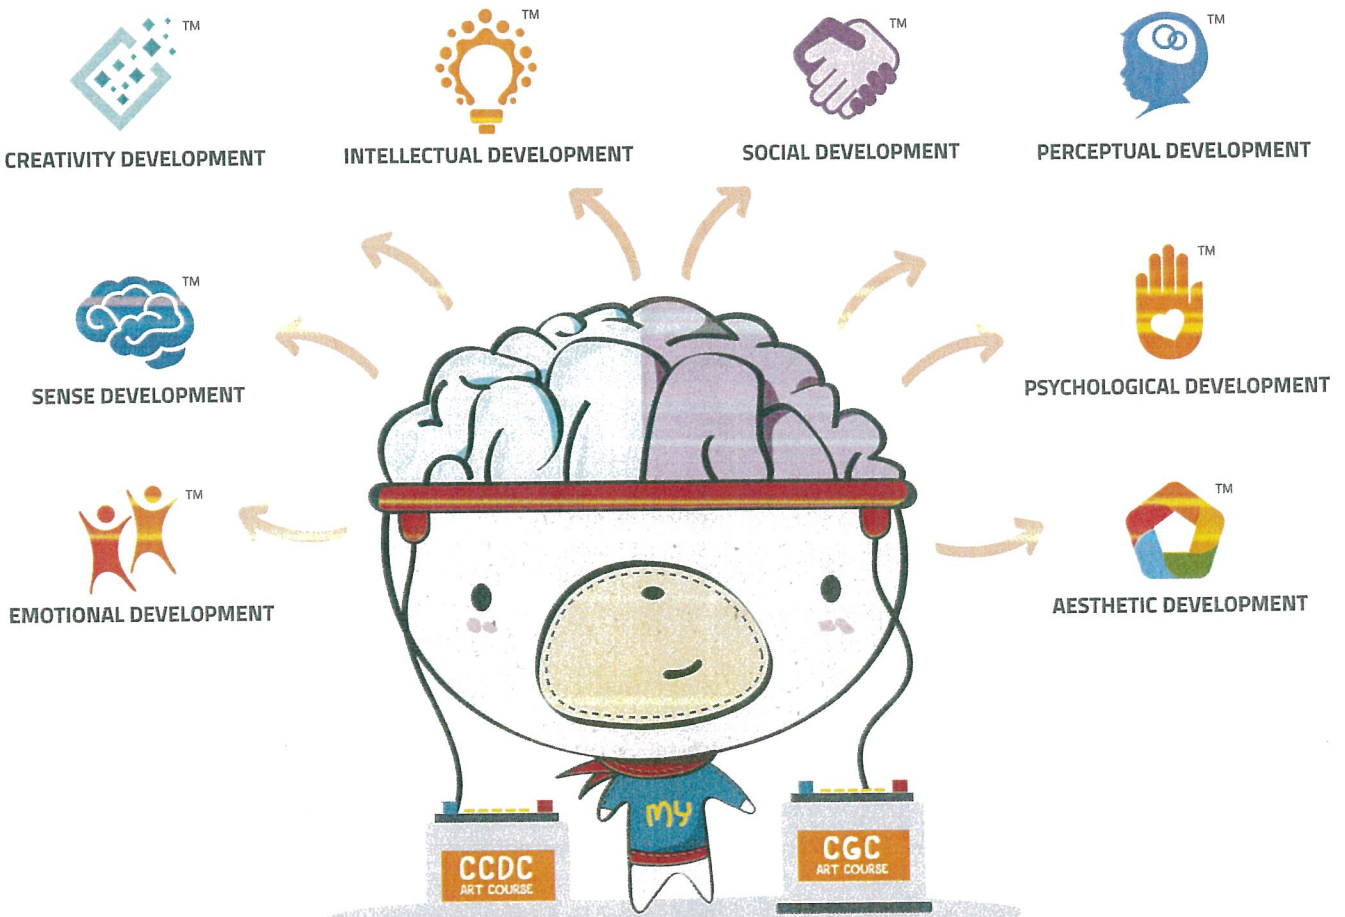 TM
TM
TM
TM
CREATIVITY DEVELOPMENT
INTELLECTUAL DEVELOPMENT
SOCIAL DEVELOPMENT
PERCEPTUAL DEVELOPMENT
TM
TM
SENSE DEVELOPMENT
PSYCHOLOGICAL DEVELOPMENT
TM
TM
EMOTIONAL DEVELOPMENT
AESTHETIC DEVELOPMENT
my
CCDC
ART COURSE
CGC
ART COURSE